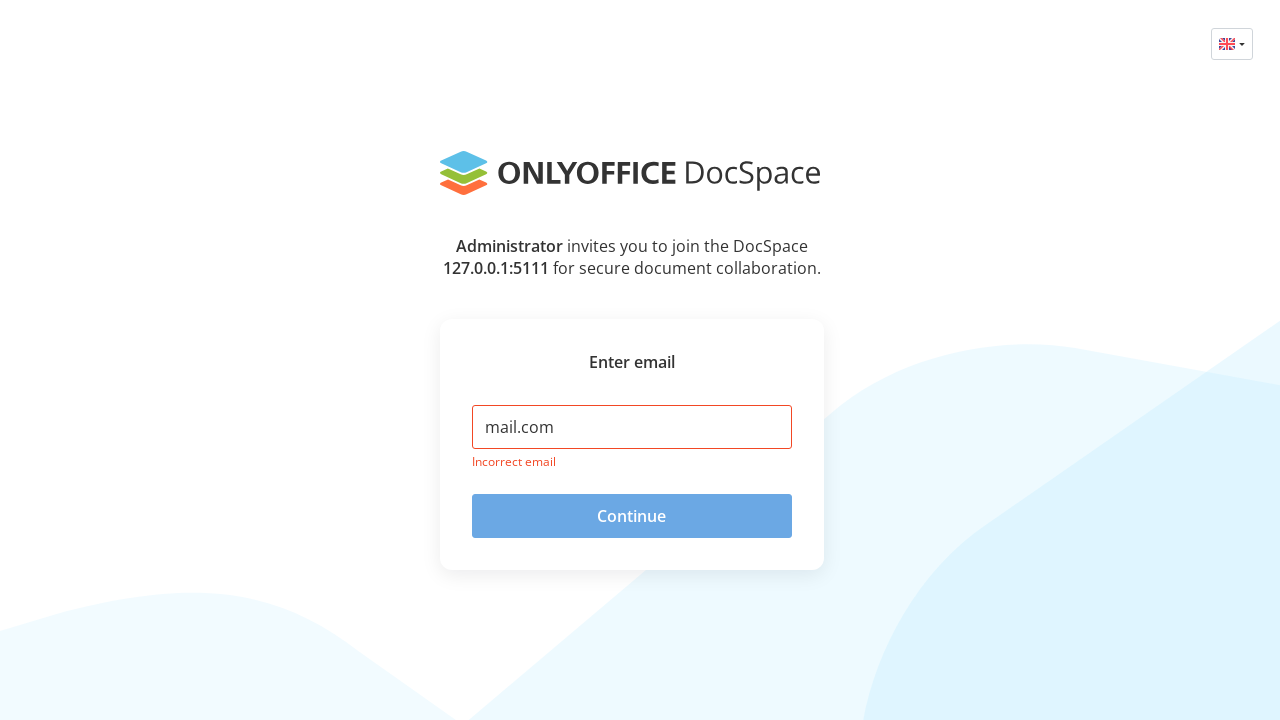 ONLYOFFICE DocSpace
Administrator invites you to join the DocSpace
127.0.0.1:5111 for secure document collaboration.
Enter email
mail.com
Incorrect email
Continue